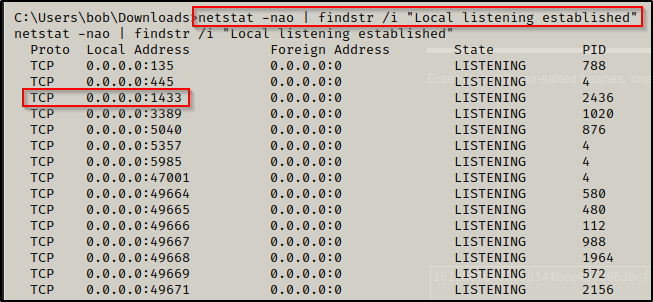 C:\Users\bob\Downloads>netstat -nao | findstr /i "Local listening established"
netstat -nao | findstr /i "Local listening established"
Proto Local Address Foreign Address State PID
TCP 0.0.0.0:135 0.0.0.0:0 LISTENING 788
TCP 0.0.0.0:445 0.0.0.0:0 LISTENING 4
TCP 0.0.0.0:1433 0.0.0.0:0 LISTENING 2436
TCP 0.0.0.0:3389 0.0.0.0:0 LISTENING 1020
TCP 0.0.0.0:5040 0.0.0.0:0 LISTENING 876
TCP 0.0.0.0:5357 0.0.0.0:0 LISTENING 4
TCP 0.0.0.0:5985 0.0.0.0:0 LISTENING 4
TCP 0.0.0.0:47001 0.0.0.0:0 LISTENING 4
TCP 0.0.0.0:49664 0.0.0.0:0 LISTENING 580
TCP 0.0.0.0:49665 0.0.0.0:0 LISTENING 480
TCP 0.0.0.0:49666 0.0.0.0:0 LISTENING 112
TCP 0.0.0.0:49667 0.0.0.0:0 LISTENING 988
TCP 0.0.0.0:49668 0.0.0.0:0 LISTENING 1964
TCP 0.0.0.0:49669 0.0.0.0:0 LISTENING 572
TCP 0.0.0.0:49671 0.0.0.0:0 LISTENING 2156